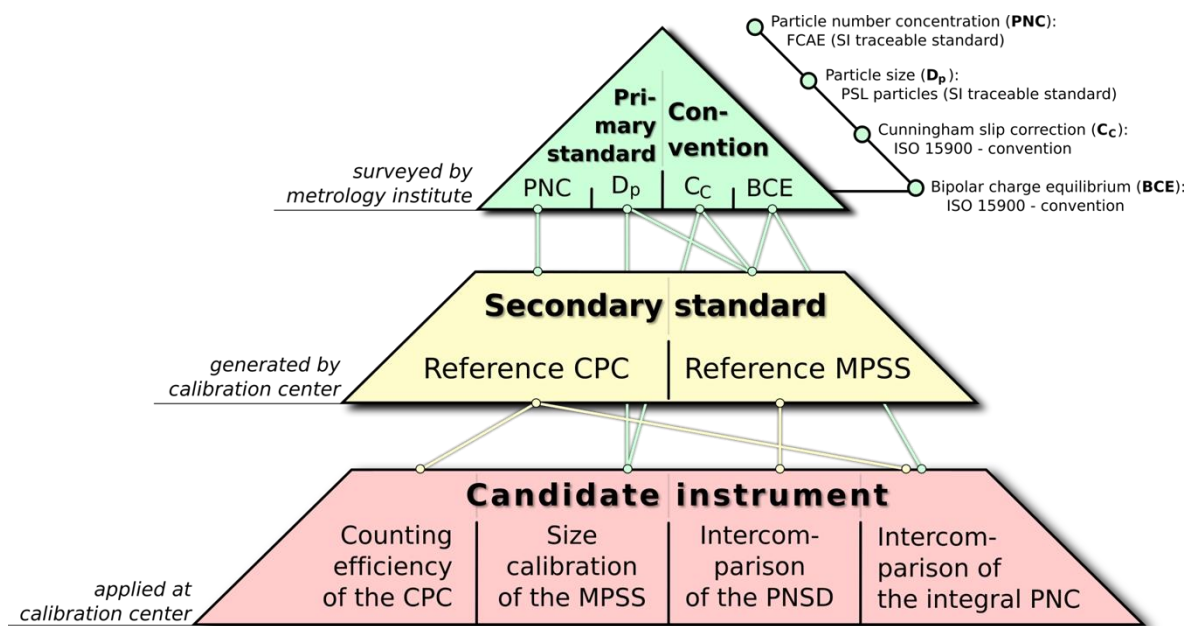 Particle number concentration (PNC):
FCAE (SI traceable standard)
Particle size (Dp):
PSL particles (SI traceable standard)
Cunningham slip correction (CC):
ISO 15900 - convention
Bipolar charge equilibrium (BCE):
ISO 15900 - convention
Pri-
mary
standard
Con-
vention
PNC
Dp
CC
BCE
surveyed by
metrology institute
Secondary standard
Reference CPC
Reference MPSS
generated by
calibration center
Candidate instrument
Counting
efficiency
of the CPC
Size
calibration
of the MPSS
Intercom-
parison
of the PNSD
Intercom-
parison of
the integral PNC
applied at
calibration center